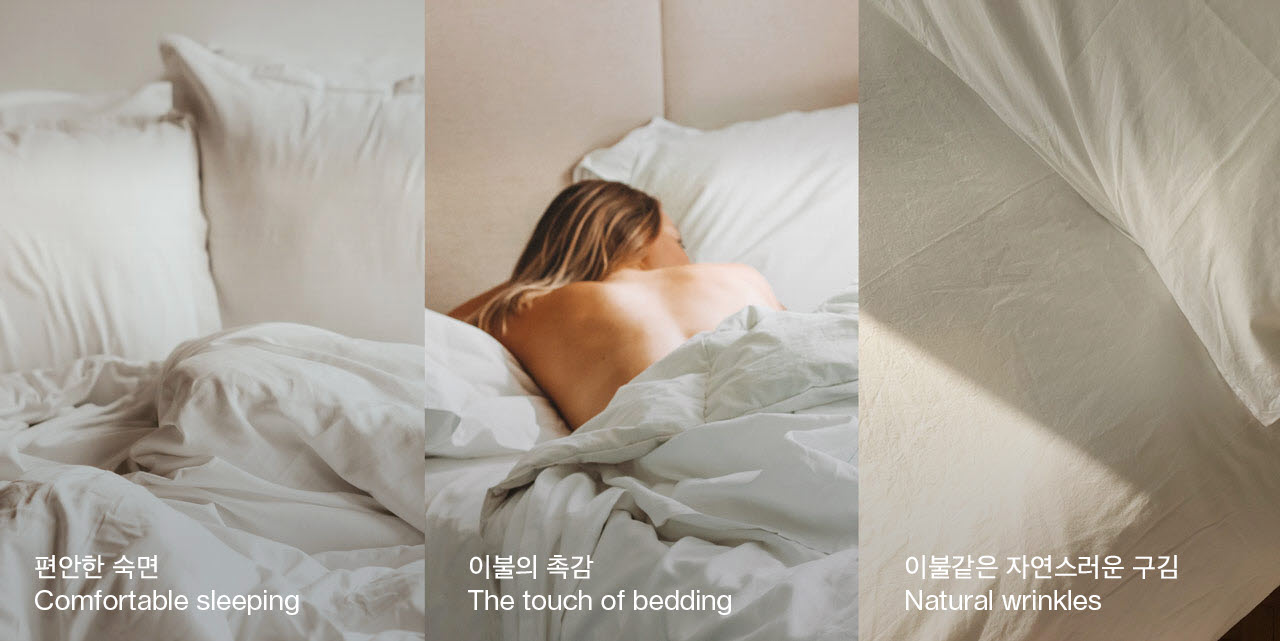 편안한 숙면
Comfortable sleeping
이불의 촉감
The touch of bedding
이불같은 자연스러운 구김
Natural wrinkles